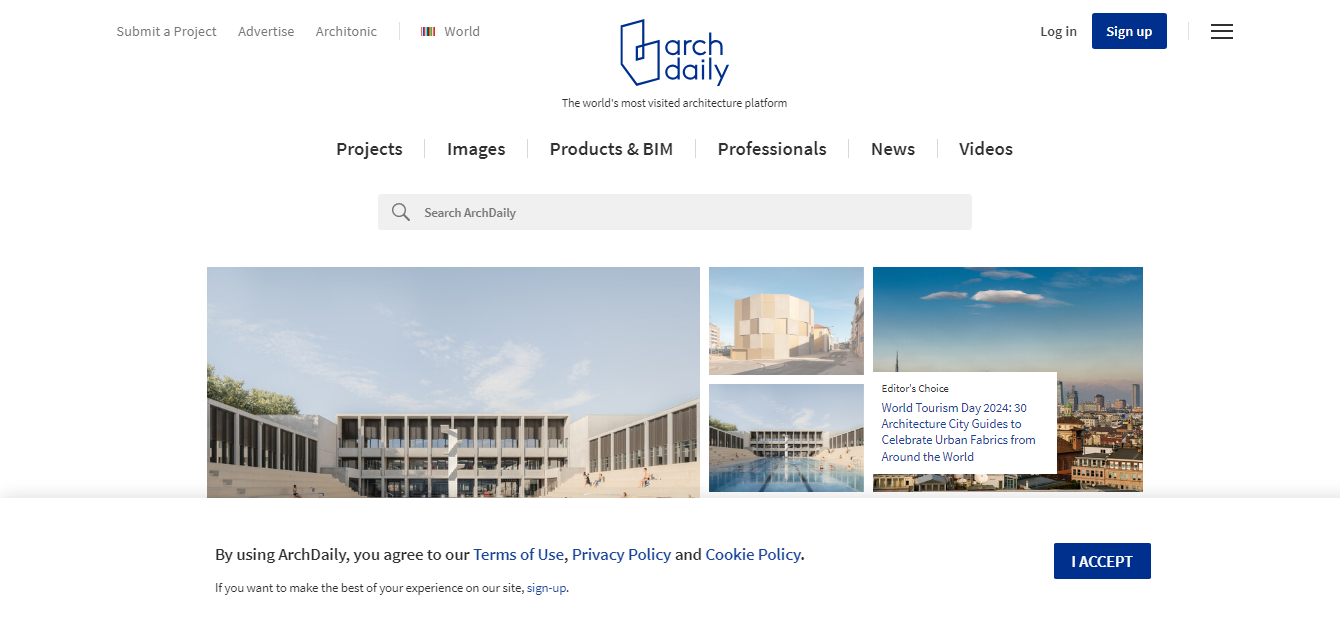 Submit a Project
Advertise
Architonic
World
arch
daily
Log in
Sign up
The world's most visited architecture platform
Projects
Images
Products & BIM
Professionals
News
Videos
Search ArchDaily
Editor's Choice
World Tourism Day 2024: 30
Architecture City Guides to
Celebrate Urban Fabrics from
Around the World
By using ArchDaily, you agree to our Terms of Use, Privacy Policy and Cookie Policy.
If you want to make the best of your experience on our site, sign-up.
I ACCEPT